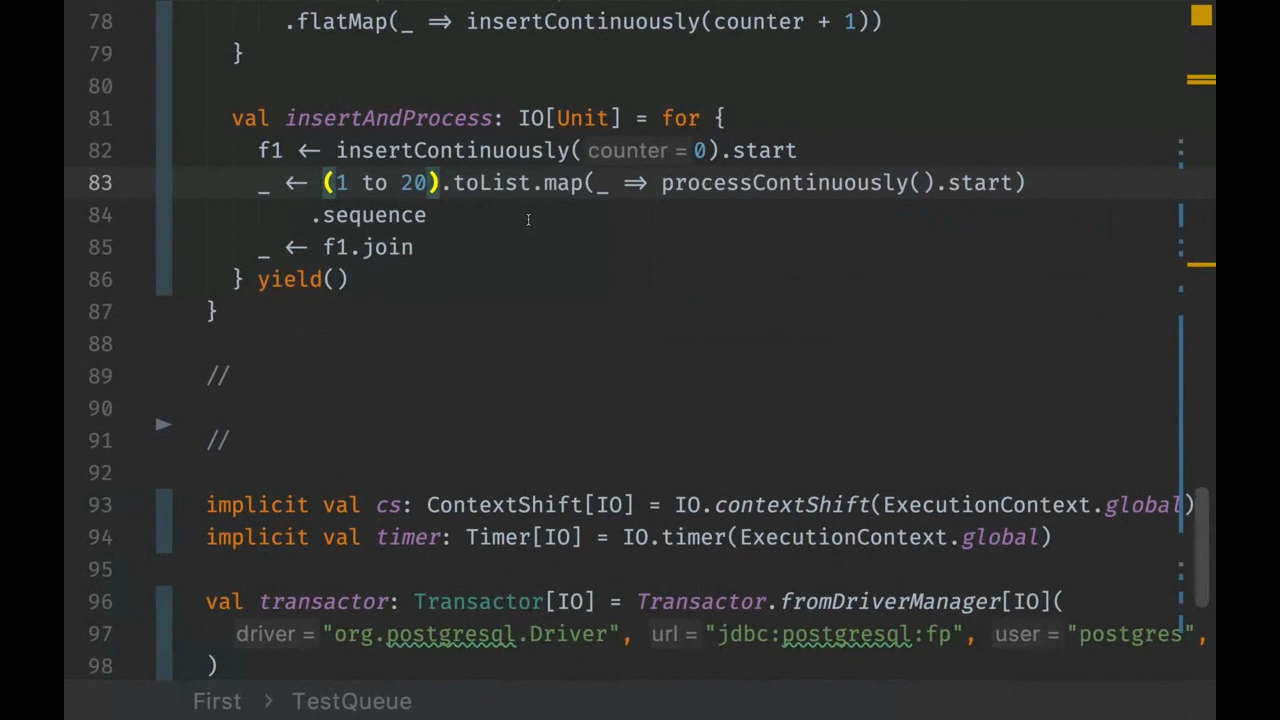 78 .flatMap(_ ⇒ insertContinuously(counter + 1))
79 }
80
81 val insertAndProcess: IO[Unit] = for {
82 f1 ← insertContinuously( counter = 0).start
83 _ ← (1 to 20).toList.map(_ ⇒ processContinuously().start)
84 .sequence
85 _ ← f1.join
86 } yield()
87 }
88
89 //
90
91 //
92
93 implicit val cs: ContextShift[IO] = IO.contextShift(ExecutionContext.global)
94 implicit val timer: Timer[IO] = IO.timer(ExecutionContext.global)
95
96 val transactor: Transactor[IO] = Transactor.fromDriverManager[IO](
97 driver = "org.postgresql.Driver", url = "jdbc:postgresql:fp", user = "postgres",
98 )
First > TestQueue